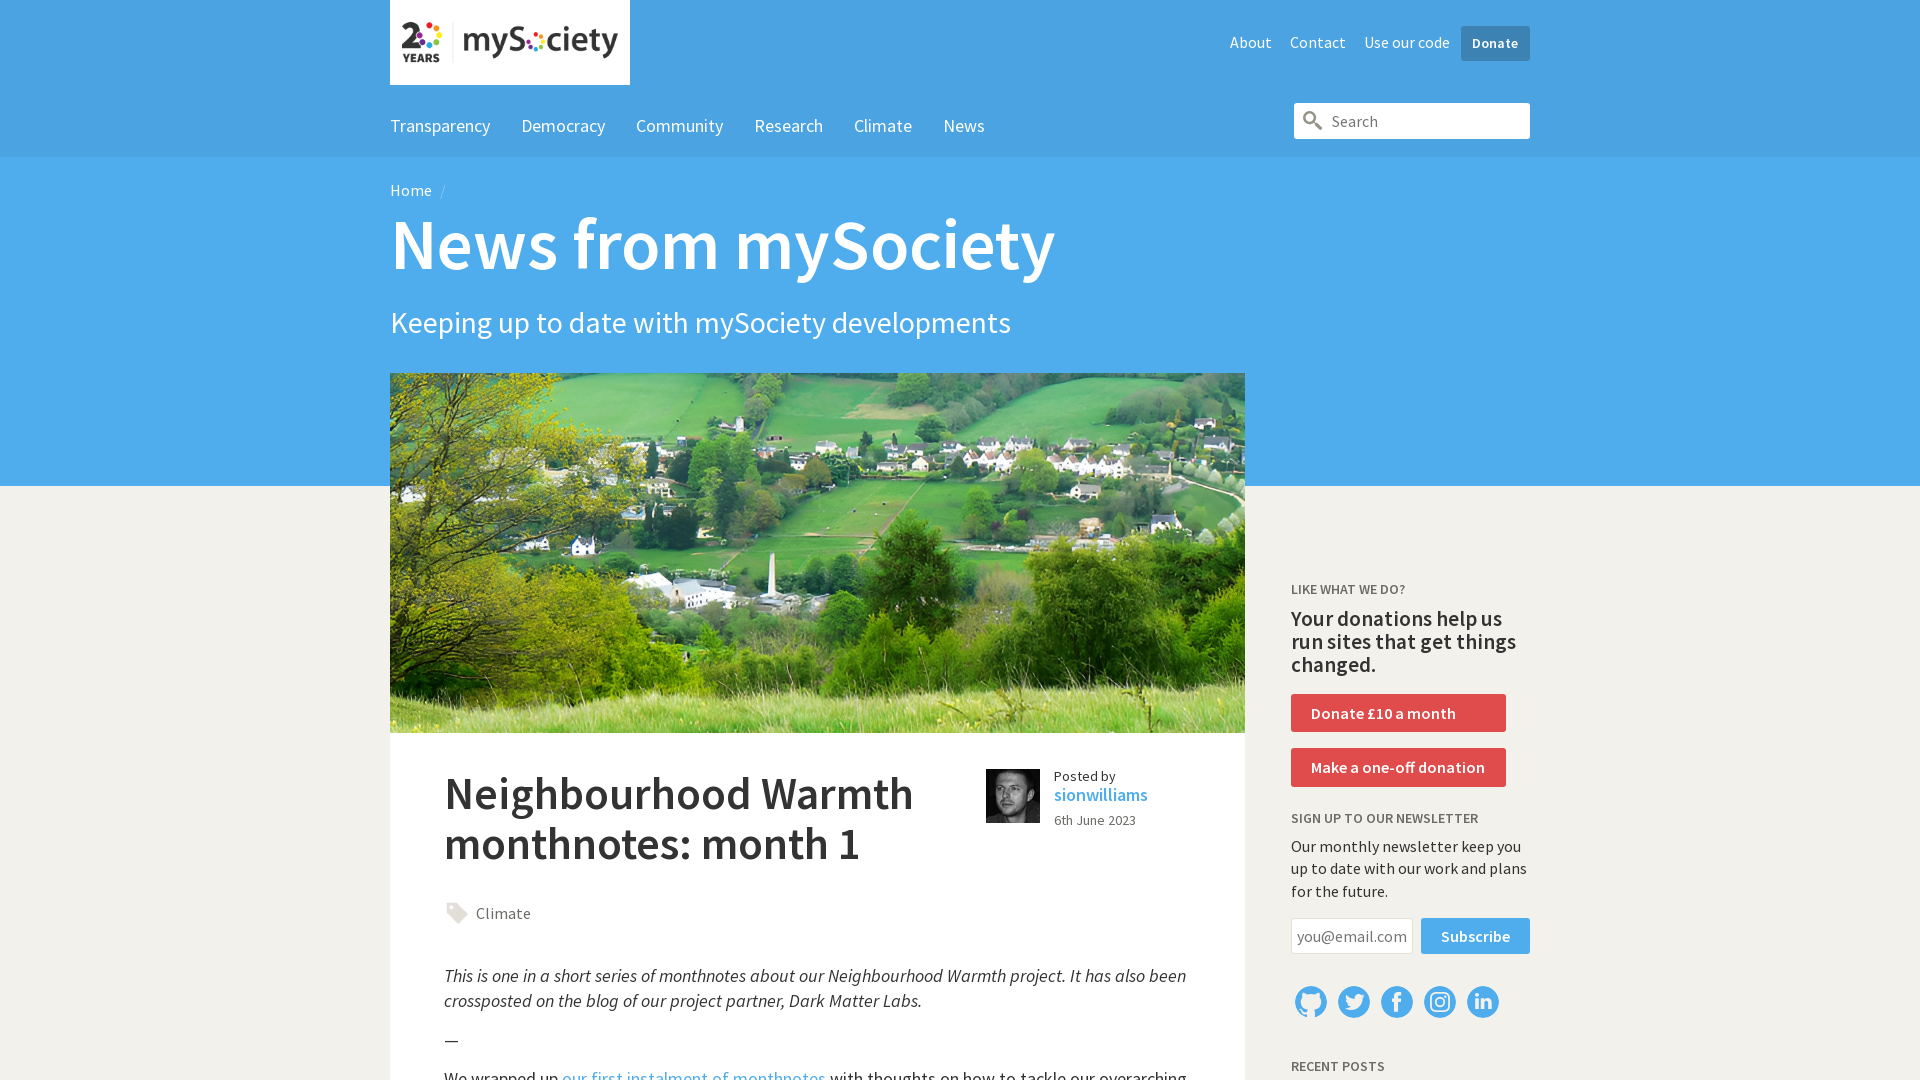 20 YEARS mySociety
About Contact Use our code Donate
Transparency Democracy Community Research Climate News Search
Home /
News from mySociety
Keeping up to date with mySociety developments
Neighbourhood Warmth
monthnotes: month 1
Posted by
sionwilliams
6th June 2023
Climate
This is one in a short series of monthnotes about our Neighbourhood Warmth project. It has also been
crossposted on the blog of our project partner, Dark Matter Labs.
—
We wrapped up our first instalment of monthnotes with thoughts on how to tackle our overarching
LIKE WHAT WE DO?
Your donations help us
run sites that get things
changed.
Donate £10 a month
Make a one-off donation
SIGN UP TO OUR NEWSLETTER
Our monthly newsletter keep you
up to date with our work and plans
for the future.
you@email.com Subscribe
RECENT POSTS